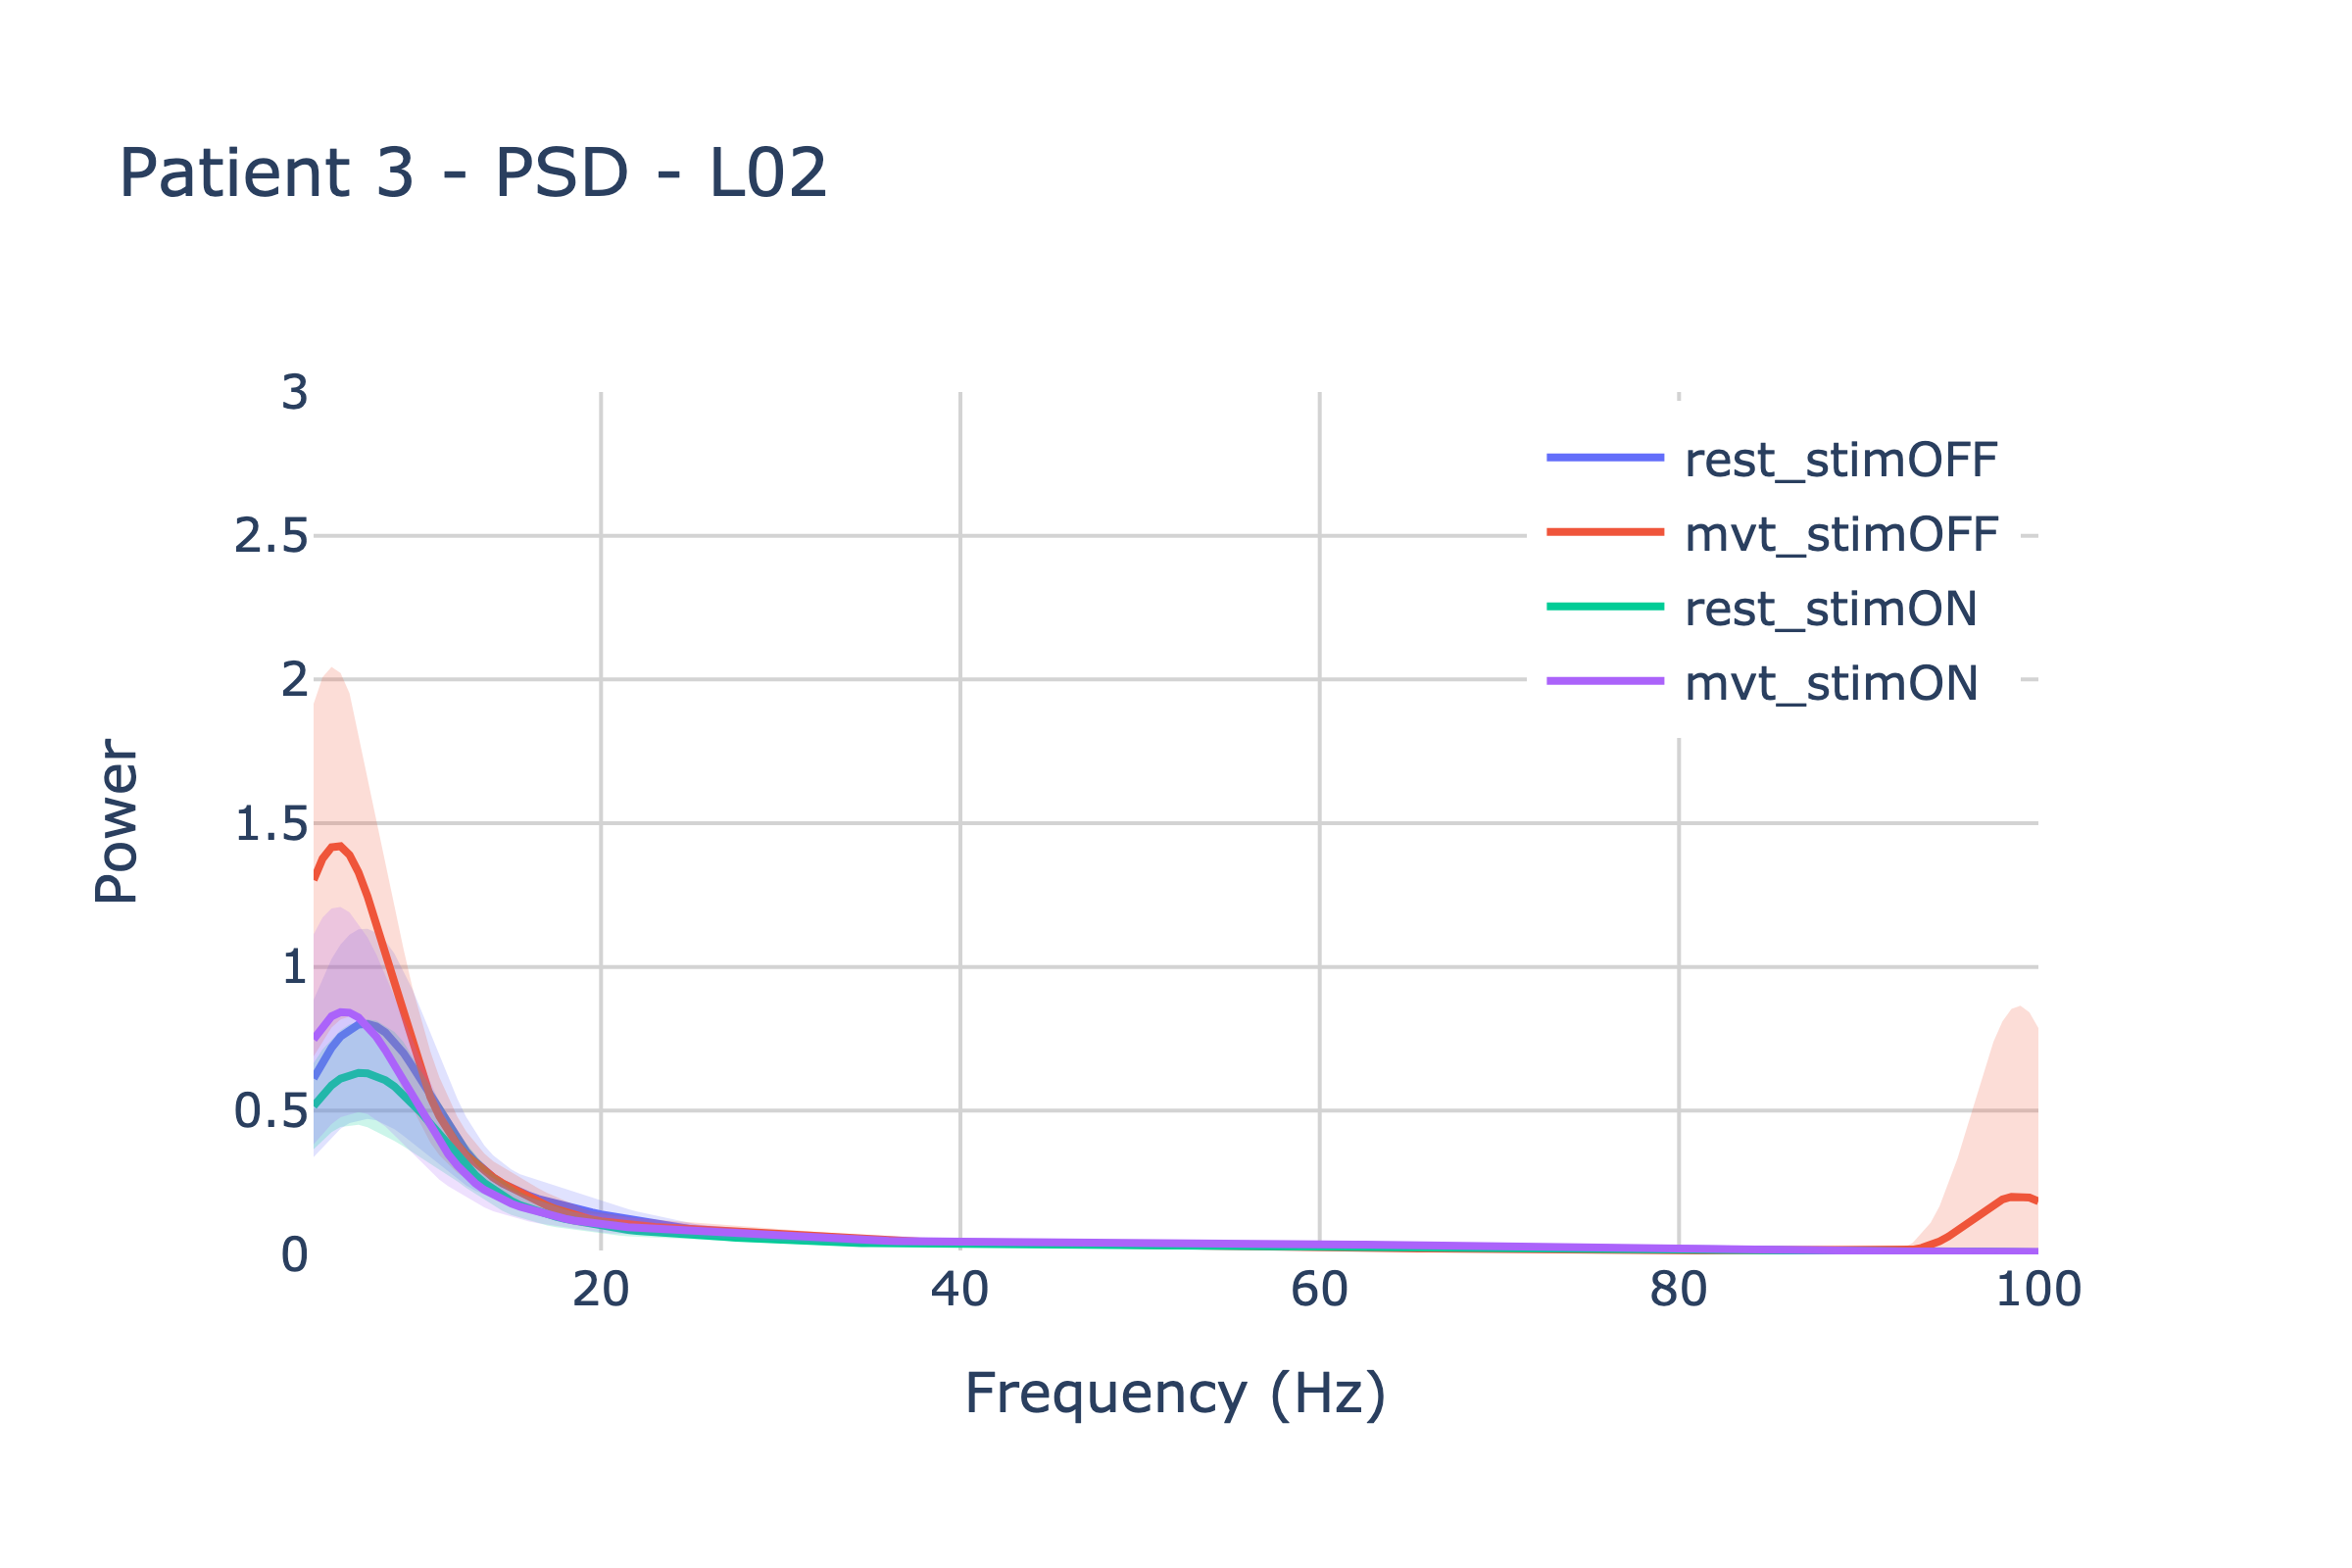 Patient 3 - PSD - L02
3
2.5
2
1.5
1
0.5
0
Power
rest_stimOFF
mvt_stimOFF
rest_stimON
mvt_stimON
20 40 60 80 100
Frequency (Hz)